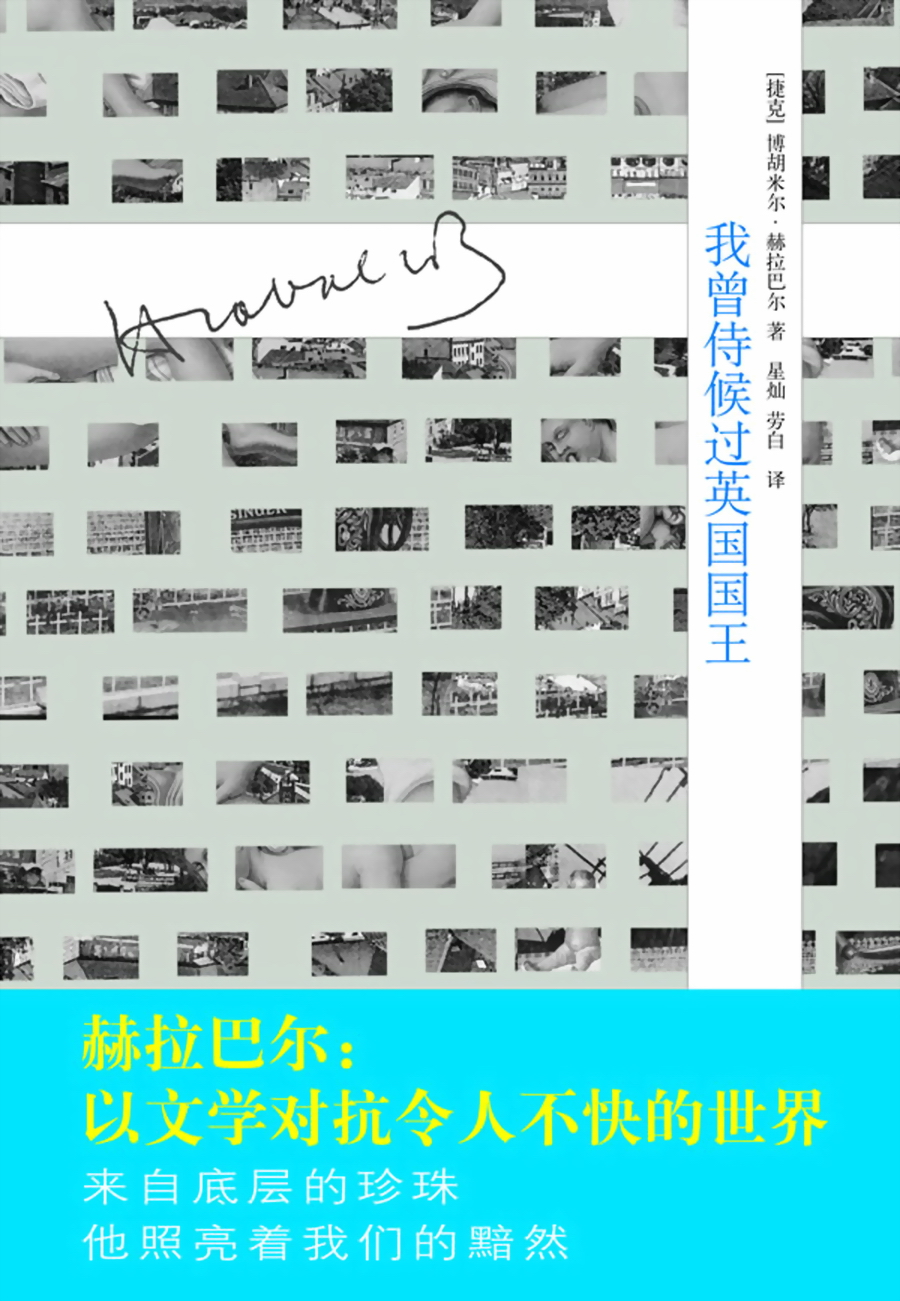 [捷克] 博胡米尔·赫拉巴尔 著 星灿 劳白 译
我曾侍候过英国国王
Hrabal
SINGER
赫拉巴尔：
以文学对抗令人不快的世界
来自底层的珍珠
他照亮着我们的黯然